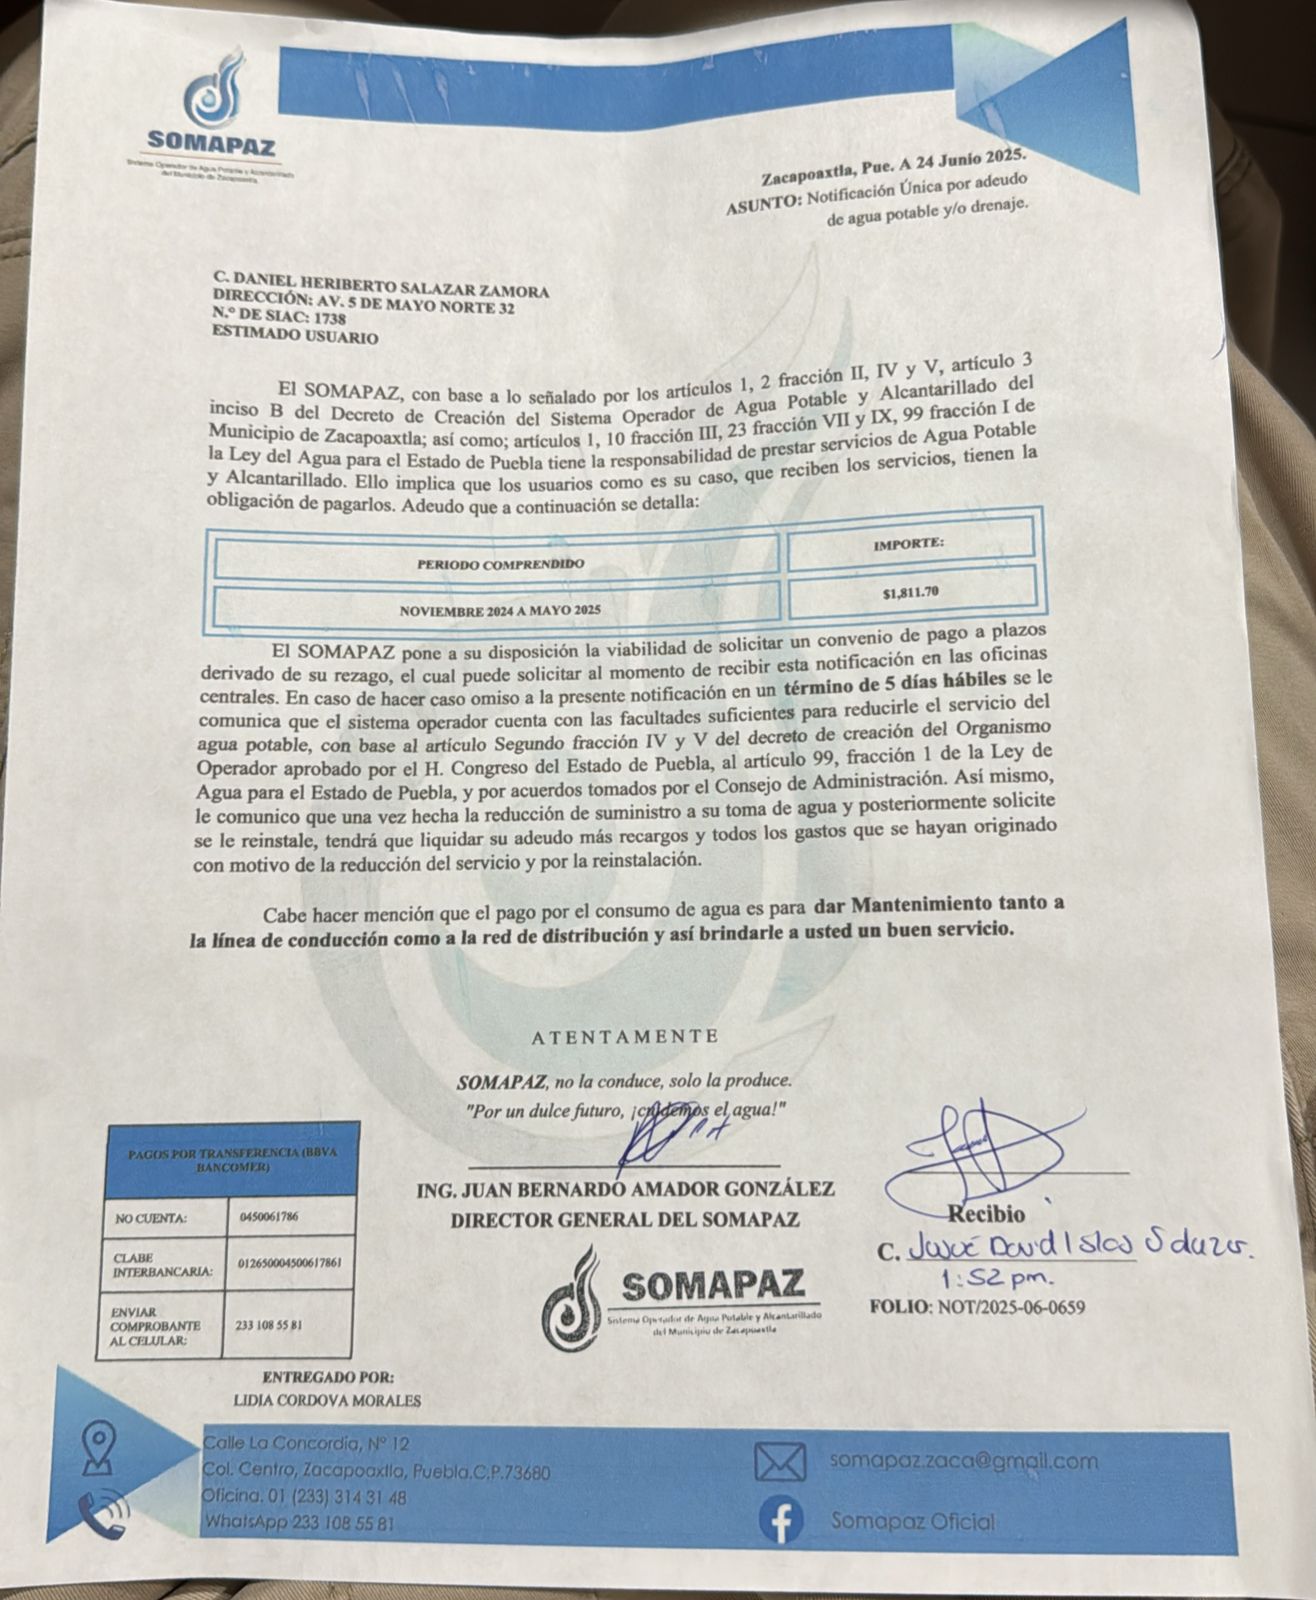 SOMAPAZ
Sistema Operador de Agua Potable y Alcantarillado
del Municipio de Zacapoaxtla
Zacapoaxtla, Pue. A 24 Junio 2025.
ASUNTO: Notificación Única por adeudo
de agua potable y/o drenaje.
C. DANIEL HERIBERTO SALAZAR ZAMORA
DIRECCIÓN: AV. 5 DE MAYO NORTE 32
N.º DE SIAC: 1738
ESTIMADO USUARIO
El SOMAPAZ, con base a lo señalado por los artículos 1, 2 fracción II, IV y V, artículo 3
inciso B del Decreto de Creación del Sistema Operador de Agua Potable y Alcantarillado del
Municipio de Zacapoaxtla; así como; artículos 1, 10 fracción III, 23 fracción VII y IX, 99 fracción I de
la Ley del Agua para el Estado de Puebla tiene la responsabilidad de prestar servicios de Agua Potable
y Alcantarillado. Ello implica que los usuarios como es su caso, que reciben los servicios, tienen la
obligación de pagarlos. Adeudo que a continuación se detalla:
PERIODO COMPRENDIDO
IMPORTE:
NOVIEMBRE 2024 A MAYO 2025
$1,811.70
El SOMAPAZ pone a su disposición la viabilidad de solicitar un convenio de pago a plazos
derivado de su rezago, el cual puede solicitar al momento de recibir esta notificación en las oficinas
centrales. En caso de hacer caso omiso a la presente notificación en un término de 5 días hábiles se le
comunica que el sistema operador cuenta con las facultades suficientes para reducirle el servicio del
agua potable, con base al artículo Segundo fracción IV y V del decreto de creación del Organismo
Operador aprobado por el H. Congreso del Estado de Puebla, al artículo 99, fracción 1 de la Ley de
Agua para el Estado de Puebla, y por acuerdos tomados por el Consejo de Administración. Así mismo,
le comunico que una vez hecha la reducción de suministro a su toma de agua y posteriormente solicite
se le reinstale, tendrá que liquidar su adeudo más recargos y todos los gastos que se hayan originado
con motivo de la reducción del servicio y por la reinstalación.
Cabe hacer mención que el pago por el consumo de agua es para dar Mantenimiento tanto a
la línea de conducción como a la red de distribución y así brindarle a usted un buen servicio.
ATENTAMENTE
SOMAPAZ, no la conduce, solo la produce.
"Por un dulce futuro, ¡cuidemos el agua!"
ING. JUAN BERNARDO AMADOR GONZÁLEZ
DIRECTOR GENERAL DEL SOMAPAZ
SOMAPAZ
Sistema Operador de Agua Potable y Alcantarillado
del Municipio de Zacapoaxtla
Recibio
C. José David Islas Salazar.
1:52 pm.
FOLIO: NOT/2025-06-0659
PAGOS POR TRANSFERENCIA (BBVA
BANCOMER)
NO CUENTA:
0450061786
CLABE
INTERBANCARIA:
012650004500617861
ENVIAR
COMPROBANTE
AL CELULAR:
233 108 55 81
ENTREGADO POR:
LIDIA CORDOVA MORALES
Calle La Concordia, Nº 12
Col. Centro, Zacapoaxtla, Puebla.C.P.73680
Oficina. 01 (233) 314 31 48
WhatsApp 233 108 55 81
somapaz.zaca@gmail.com
Somapaz Oficial